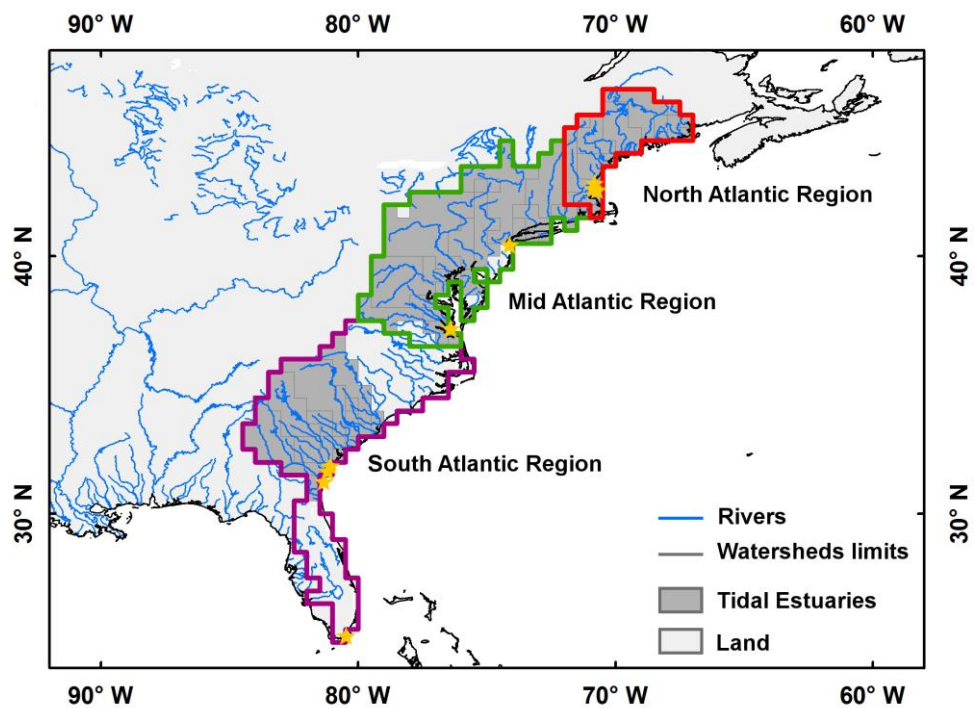 90° W 80° W 70° W 60° W
North Atlantic Region
40° N 40° N
Mid Atlantic Region
South Atlantic Region
30° N 30° N
Rivers
Watersheds limits
Tidal Estuaries
Land
90° W 80° W 70° W 60° W